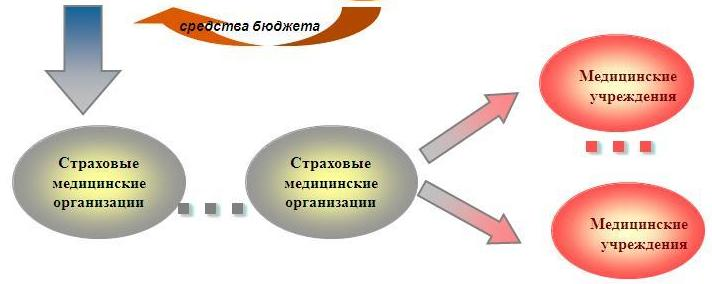 средства бюджета
Страховые
медицинские
организации
Страховые
медицинские
организации
Медицинские
учреждения
Медицинские
учреждения